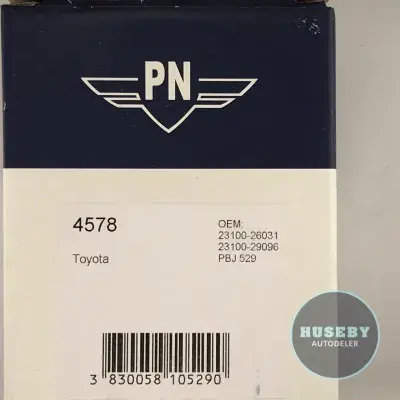 PN
4578
Toyota
OEM:
23100-26031
23100-29096
PBJ 529
3 830058 105290
HUSEBY
AUTODELER